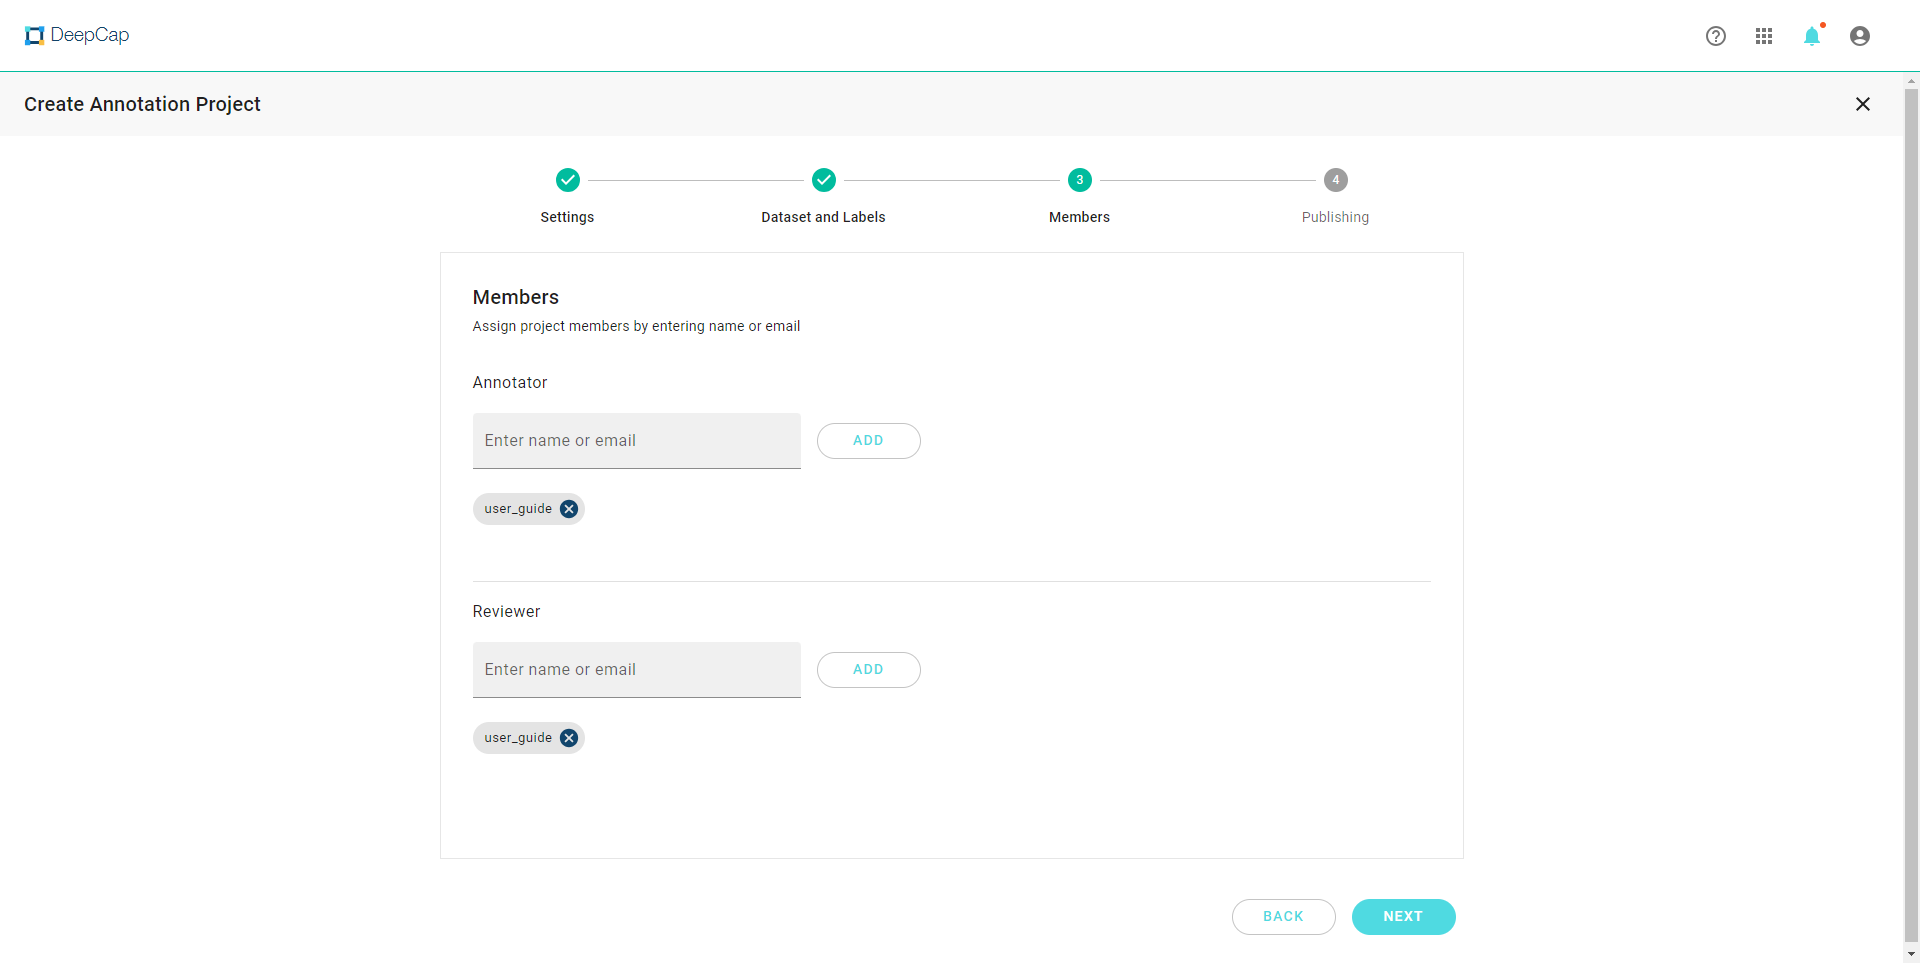 DeepCap
Create Annotation Project
3
4
Settings
Dataset and Labels
Members
Publishing
Members
Assign project members by entering name or email
Annotator
Enter name or email
ADD
user_guide
Reviewer
Enter name or email
ADD
user_guide
BACK
NEXT